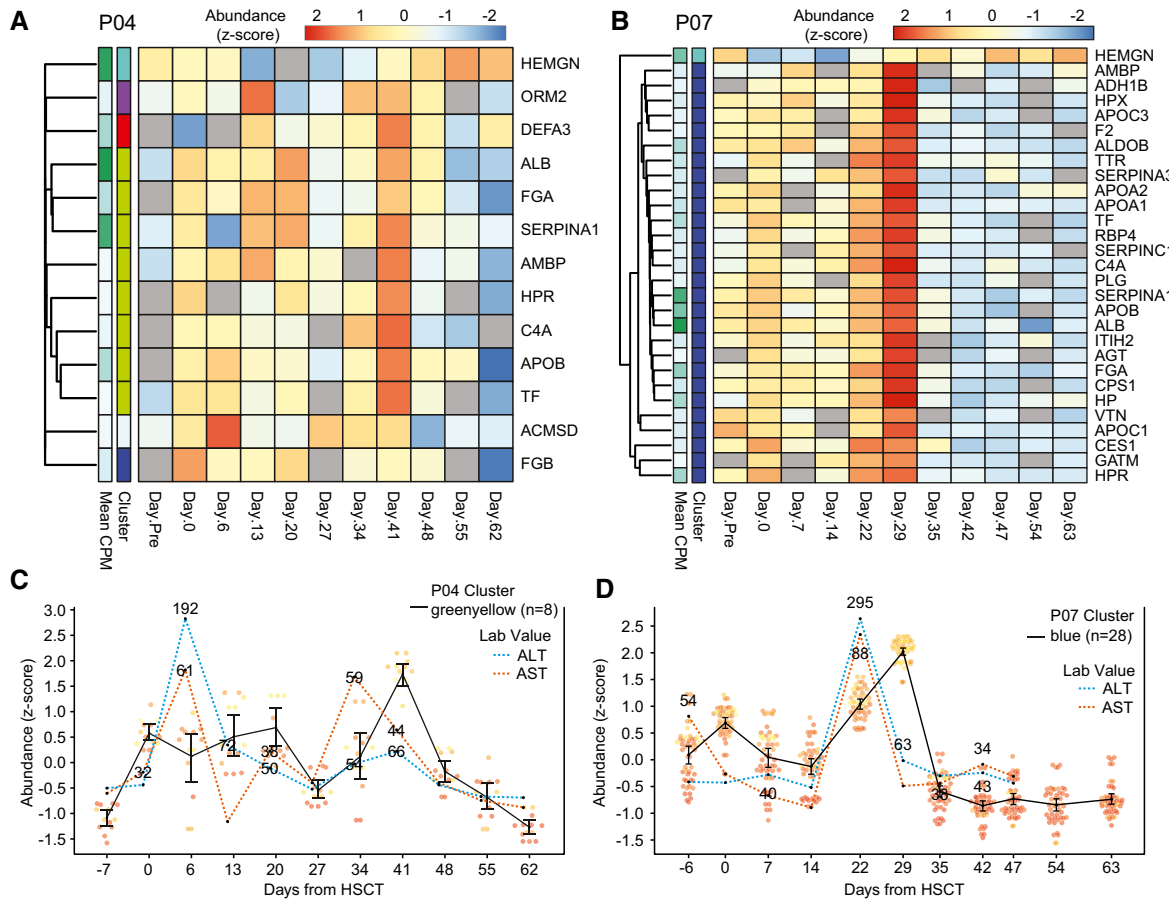 A
P04
Abundance
(z-score)
2
1
0
-1
-2
HEMGN
ORM2
DEFA3
ALB
FGA
SERPINA1
AMBP
HPR
C4A
APOB
TF
ACMSD
FGB
Mean CPM
Cluster
Day.Pre
Day.0
Day.6
Day.13
Day.20
Day.27
Day.34
Day.41
Day.48
Day.55
Day.62
B
P07
Abundance
(z-score)
2
1
0
-1
-2
HEMGN
AMBP
ADH1B
HPX
APOC3
F2
ALDOB
TTR
SERPINA3
APOA2
APOA1
TF
RBP4
SERPINC1
C4A
PLG
SERPINA1
APOB
ALB
ITIH2
AGT
FGA
CPS1
HP
VTN
APOC1
CES1
GATM
HPR
Mean CPM
Cluster
Day.Pre
Day.0
Day.7
Day.14
Day.22
Day.29
Day.35
Day.42
Day.47
Day.54
Day.63
C
P04 Cluster
greenyellow (n=8)
Lab Value
ALT
AST
Abundance (z-score)
3.0
2.5
2.0
1.5
1.0
0.5
0.0
-0.5
-1.0
-1.5
192
61
32
72
38
50
59
54
44
66
-7
0
6
13
20
27
34
41
48
55
62
Days from HSCT
D
P07 Cluster
blue (n=28)
Lab Value
ALT
AST
Abundance (z-score)
2.5
2.0
1.5
1.0
0.5
0.0
-0.5
-1.0
-1.5
54
40
295
88
63
38
34
43
-6
0
7
14
22
29
35
42
47
54
63
Days from HSCT